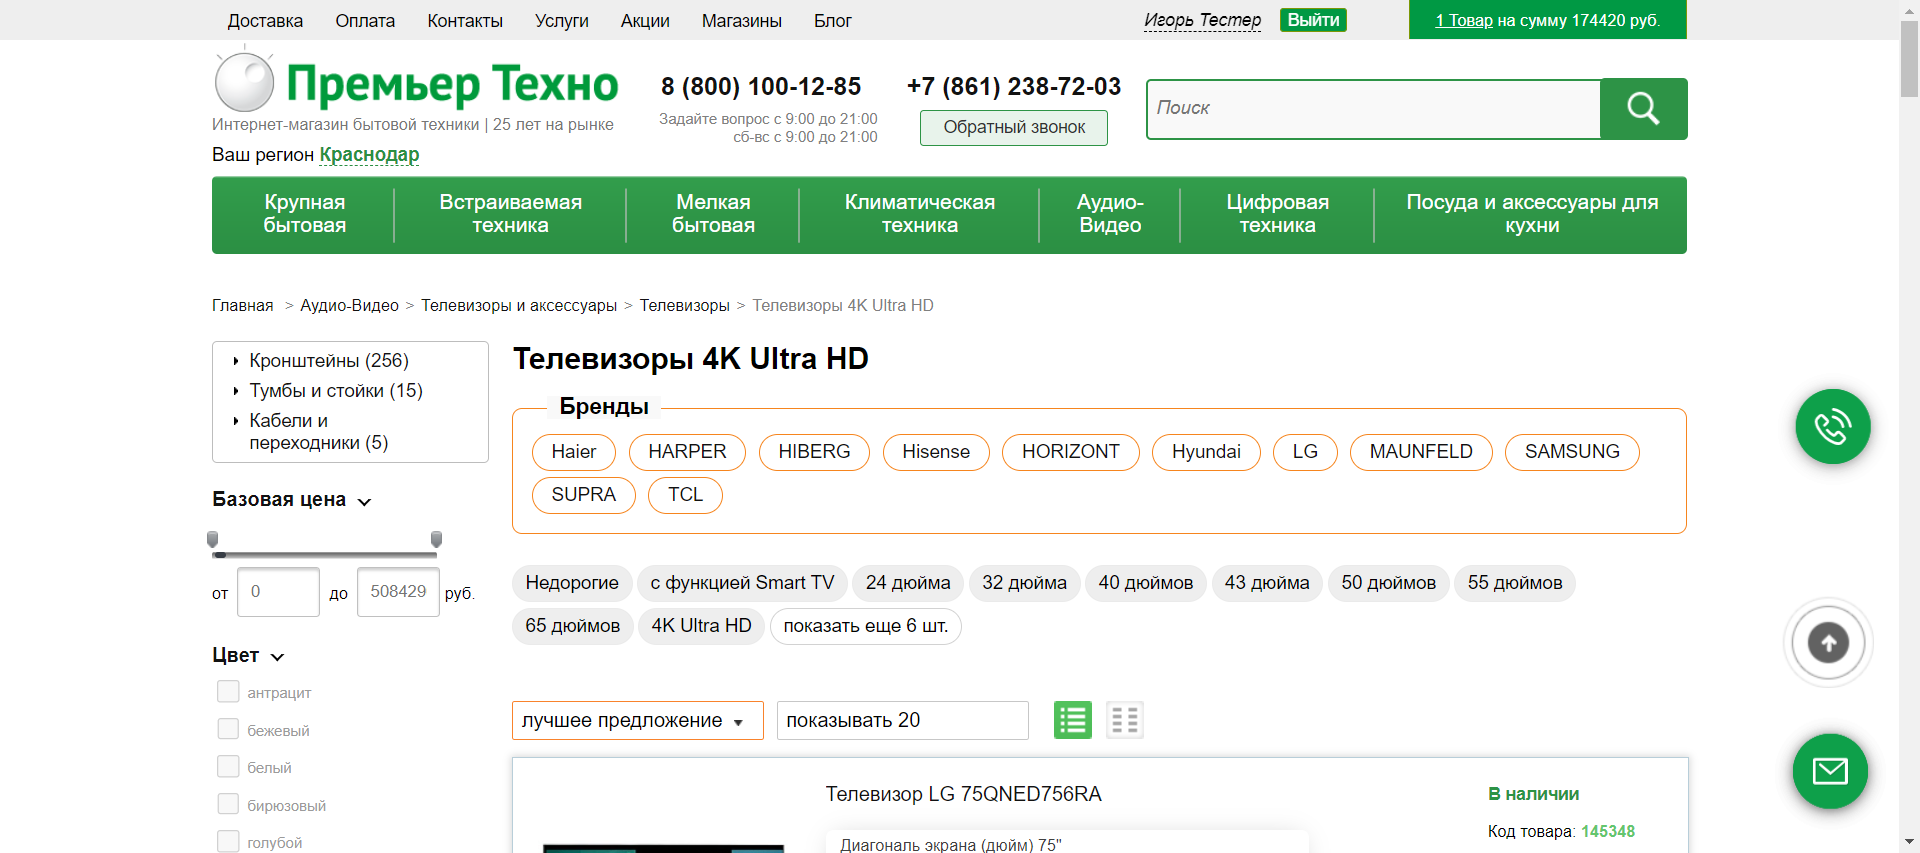 Доставка Оплата Контакты Услуги Акции Магазины Блог Игорь Тестер Выйти 1 Товар на сумму 174420 руб.
Премьер Техно
Интернет-магазин бытовой техники | 25 лет на рынке
Ваш регион Краснодар
8 (800) 100-12-85
Задайте вопрос с 9:00 до 21:00
сб-вс с 9:00 до 21:00
+7 (861) 238-72-03
Обратный звонок
Поиск
Крупная
бытовая
Встраиваемая
техника
Мелкая
бытовая
Климатическая
техника
Аудио-
Видео
Цифровая
техника
Посуда и аксессуары для
кухни
Главная > Аудио-Видео > Телевизоры и аксессуары > Телевизоры > Телевизоры 4K Ultra HD
Кронштейны (256)
Тумбы и стойки (15)
Кабели и
переходники (5)
Базовая цена
от 0 до 508429 руб.
Цвет
антрацит
бежевый
белый
бирюзовый
голубой
Телевизоры 4K Ultra HD
Бренды
Haier HARPER HIBERG Hisense HORIZONT Hyundai LG MAUNFELD SAMSUNG
SUPRA TCL
Недорогие с функцией Smart TV 24 дюйма 32 дюйма 40 дюймов 43 дюйма 50 дюймов 55 дюймов
65 дюймов 4K Ultra HD показать еще 6 шт.
лучшее предложение показывать 20
Телевизор LG 75QNED756RA
Диагональ экрана (дюйм) 75"
В наличии
Код товара: 145348